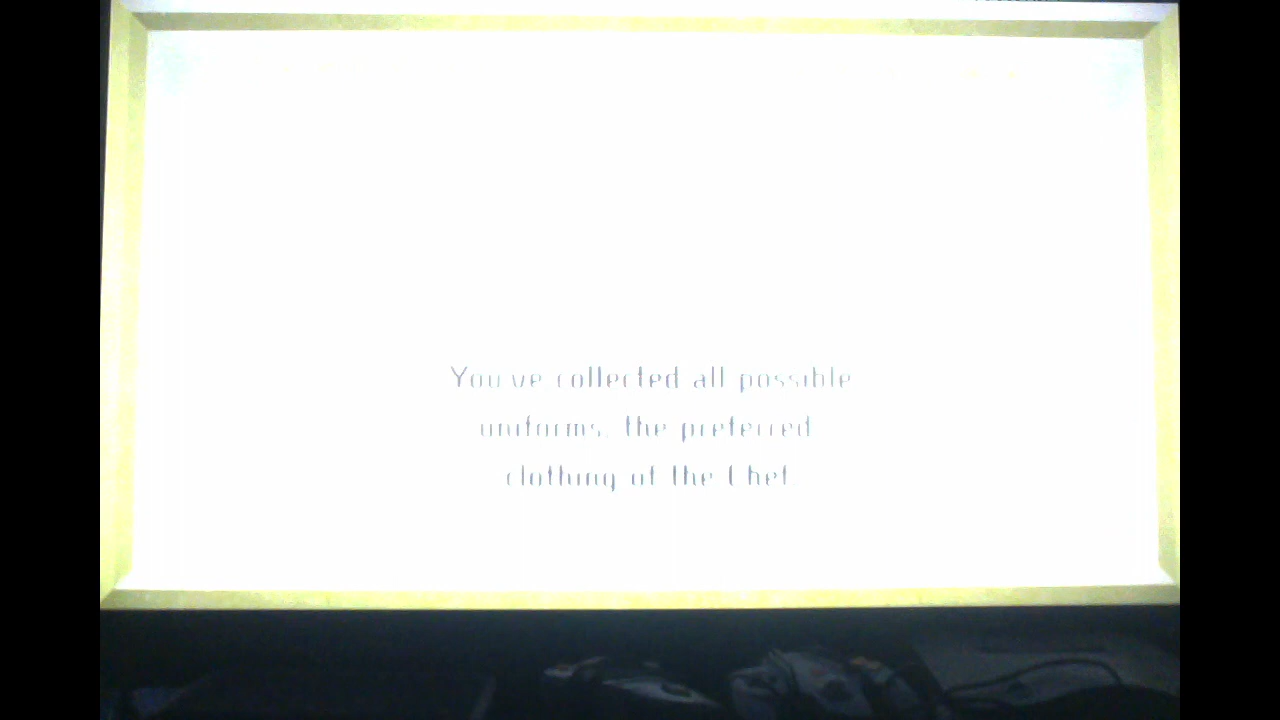 You've collected all possible
uniforms, the preferred
clothing of the Chef.